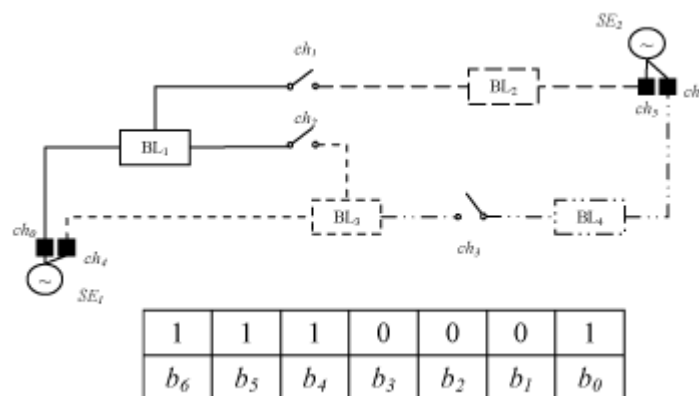 SE₂
ch₁
BL₂
ch₅
ch
ch₂
BL₁
BL₃
BL₄
ch₃
ch₀
ch₄
SE₁
1 1 1 0 0 0 1
b₆ b₅ b₄ b₃ b₂ b₁ b₀